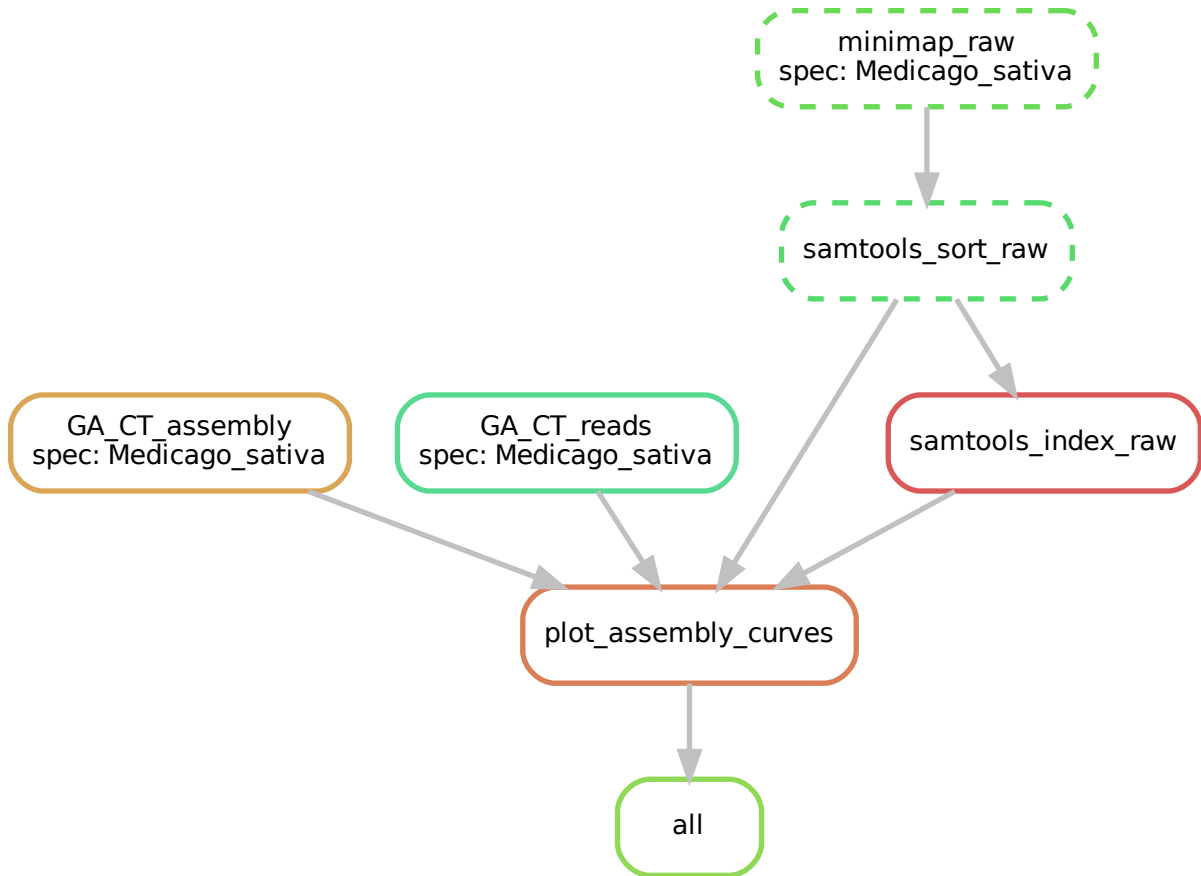 minimap_raw
spec: Medicago_sativa
samtools_sort_raw
GA_CT_assembly
spec: Medicago_sativa
GA_CT_reads
spec: Medicago_sativa
samtools_index_raw
plot_assembly_curves
all